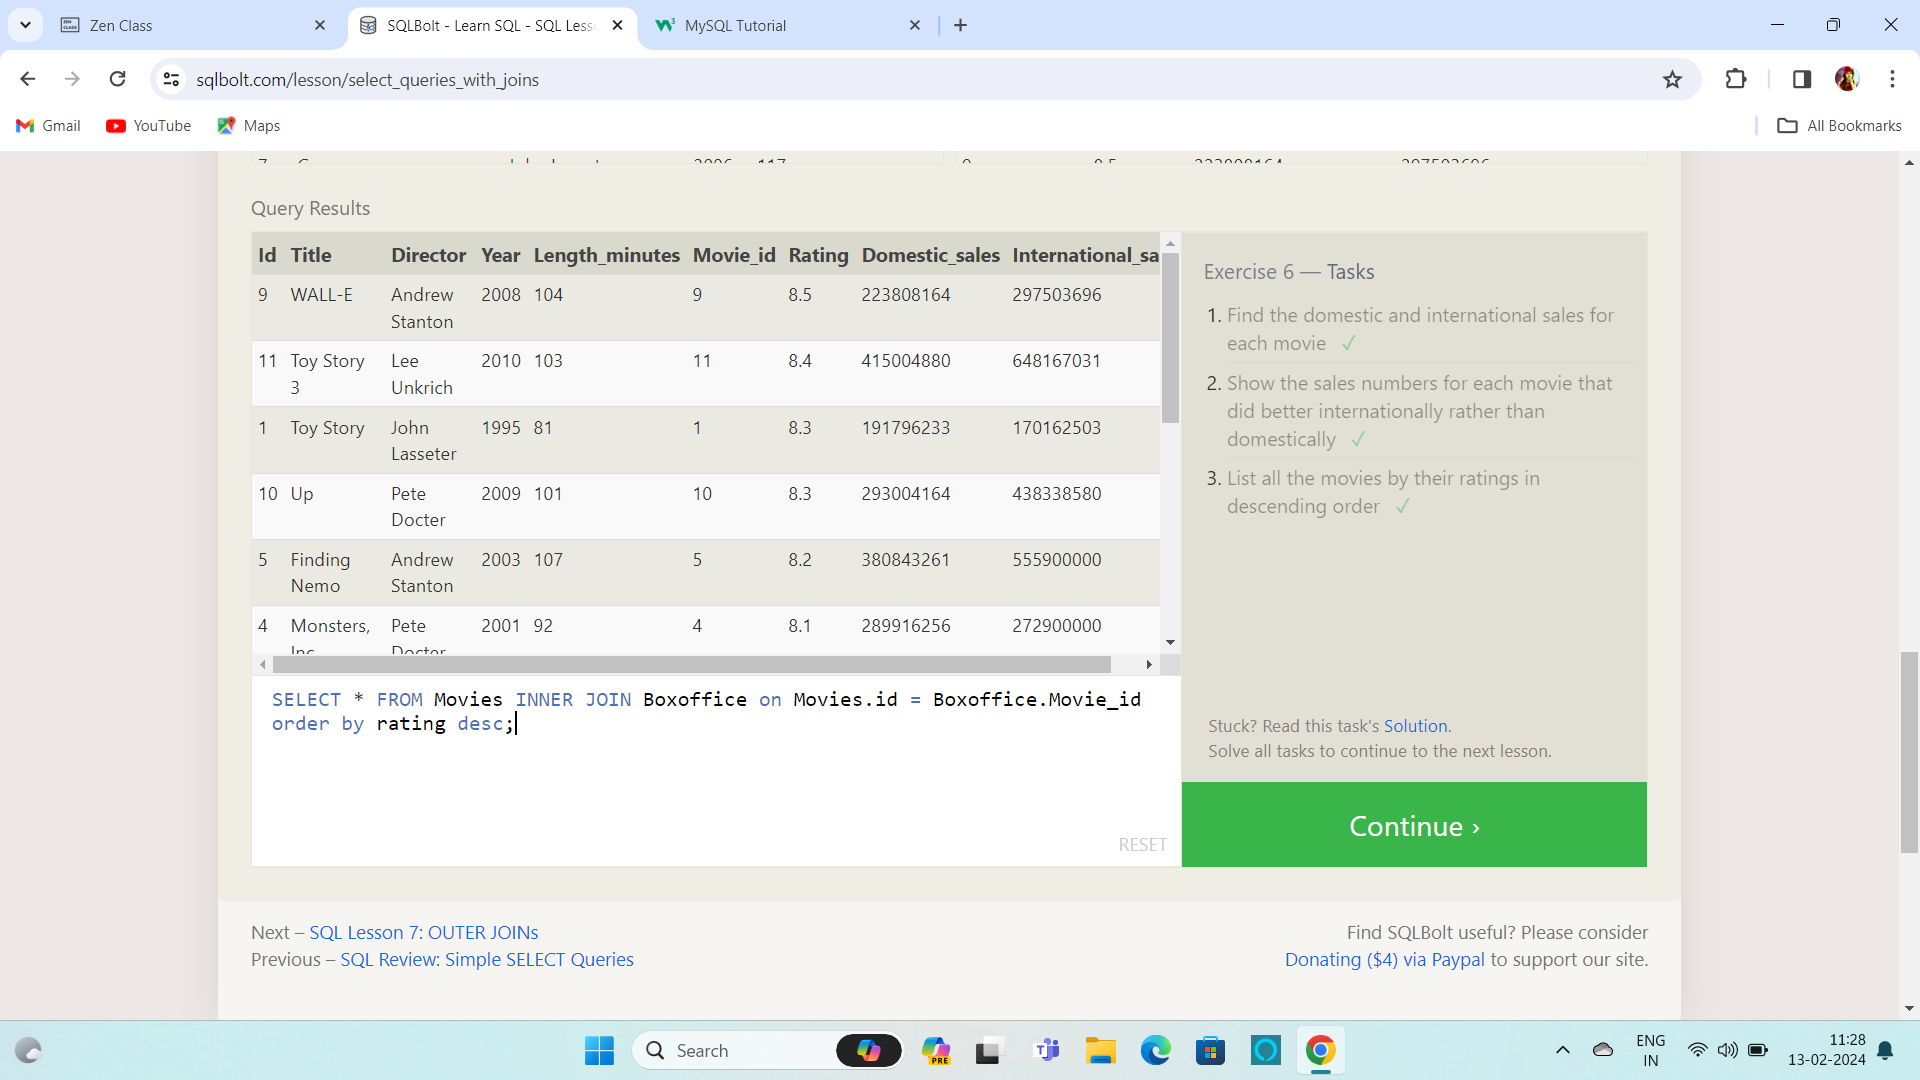 Zen Class
SQLBolt - Learn SQL - SQL Less
MySQL Tutorial
sqlbolt.com/lesson/select_queries_with_joins
Gmail
YouTube
Maps
All Bookmarks
Query Results
Id Title Director Year Length_minutes Movie_id Rating Domestic_sales International_sa
9 WALL-E Andrew 2008 104 9 8.5 223808164 297503696
Stanton
11 Toy Story Lee 2010 103 11 8.4 415004880 648167031
3 Unkrich
1 Toy Story John 1995 81 1 8.3 191796233 170162503
Lasseter
10 Up Pete 2009 101 10 8.3 293004164 438338580
Docter
5 Finding Andrew 2003 107 5 8.2 380843261 555900000
Nemo Stanton
4 Monsters, Pete 2001 92 4 8.1 289916256 272900000
Inc. Docter
SELECT * FROM Movies INNER JOIN Boxoffice on Movies.id = Boxoffice.Movie_id
order by rating desc;
RESET
Exercise 6 — Tasks
1. Find the domestic and international sales for
each movie ✓
2. Show the sales numbers for each movie that
did better internationally rather than
domestically ✓
3. List all the movies by their ratings in
descending order ✓
Stuck? Read this task's Solution.
Solve all tasks to continue to the next lesson.
Continue ›
Next – SQL Lesson 7: OUTER JOINs
Previous – SQL Review: Simple SELECT Queries
Find SQLBolt useful? Please consider
Donating ($4) via Paypal to support our site.
Search
PRE
ENG
IN
11:28
13-02-2024